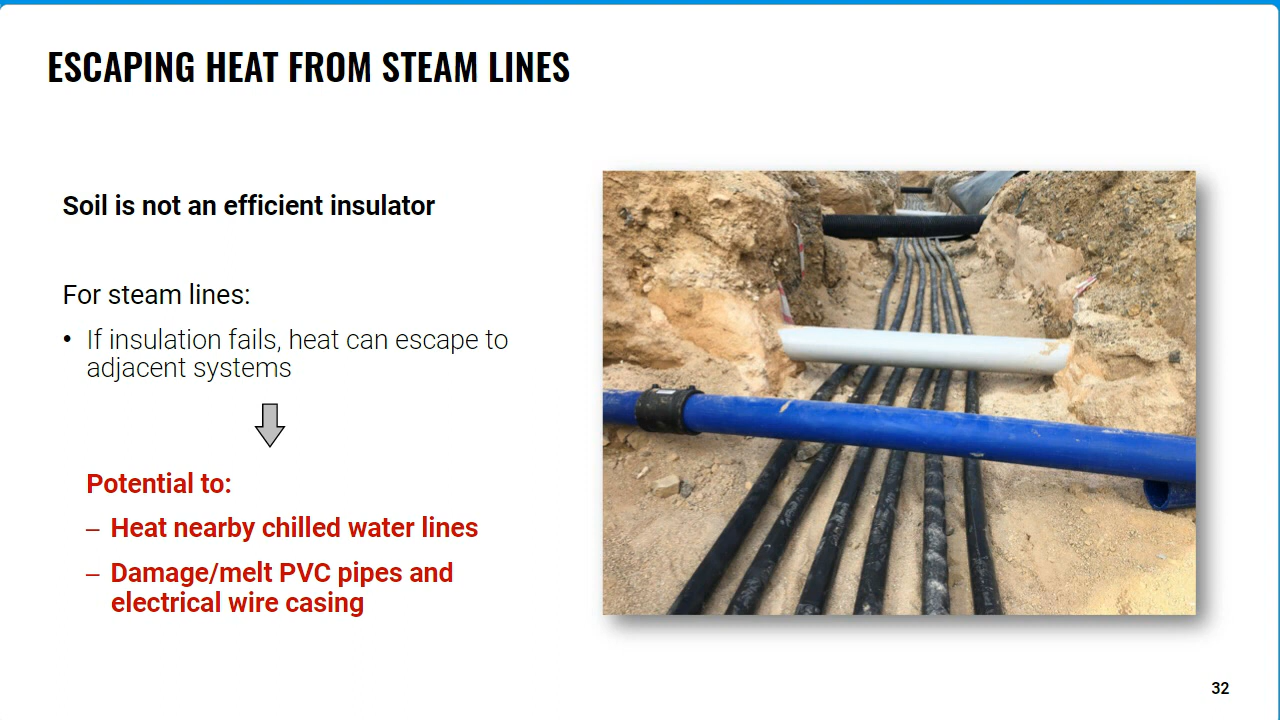 ESCAPING HEAT FROM STEAM LINES
Soil is not an efficient insulator
For steam lines:
• If insulation fails, heat can escape to
adjacent systems
Potential to:
– Heat nearby chilled water lines
– Damage/melt PVC pipes and
electrical wire casing
32